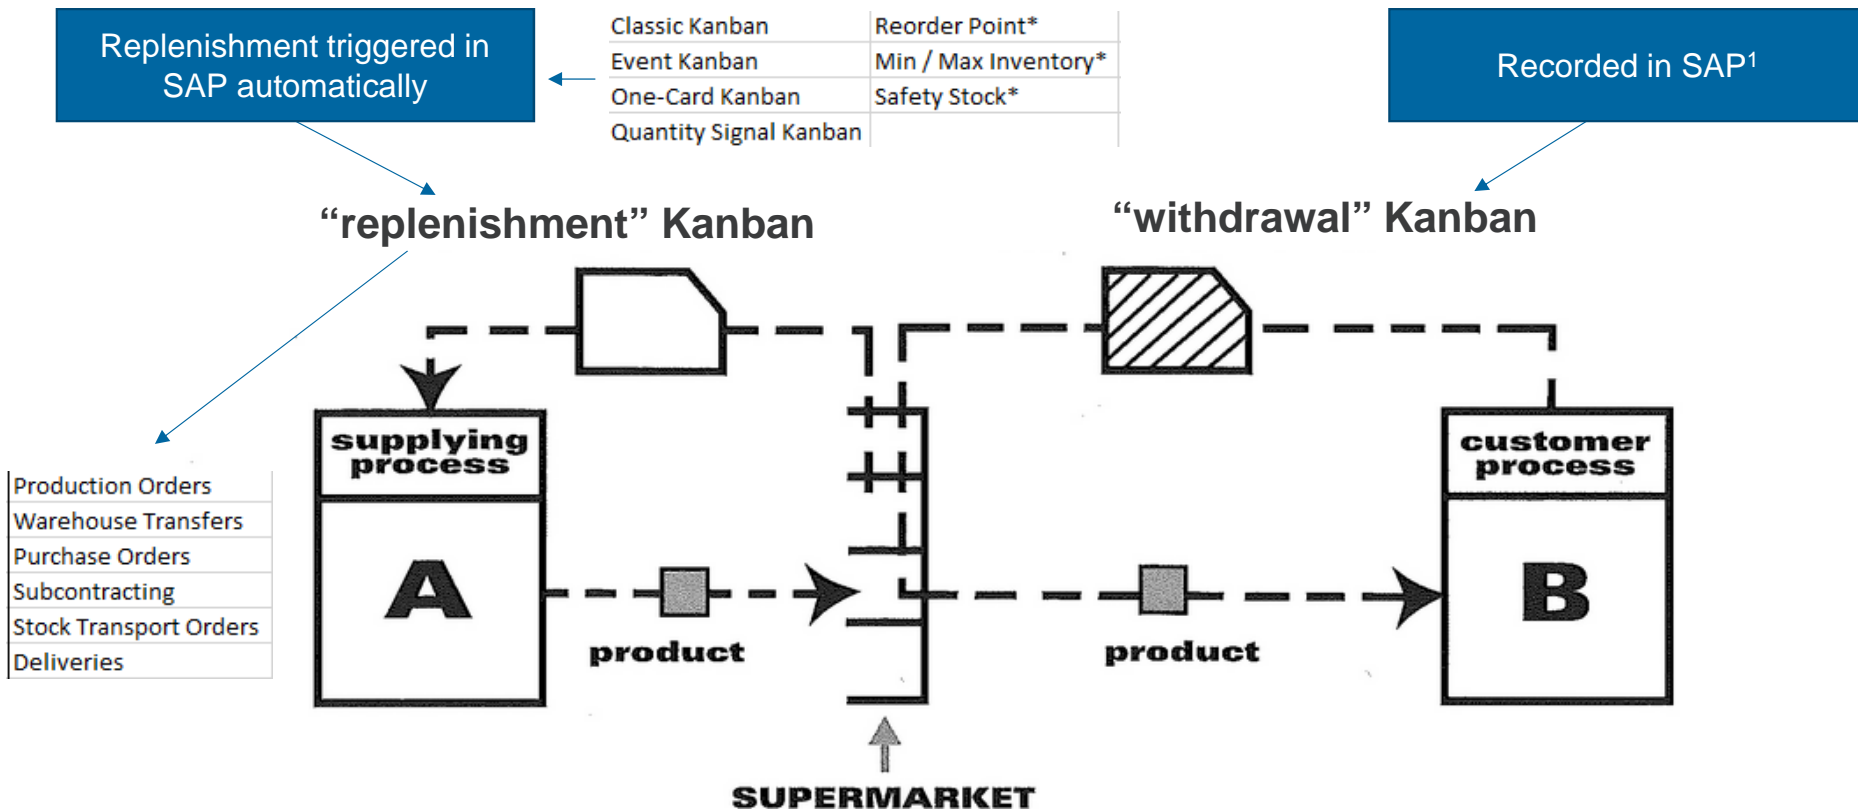 Replenishment triggered in
SAP automatically
Classic Kanban Reorder Point*
Event Kanban Min / Max Inventory*
One-Card Kanban Safety Stock*
Quantity Signal Kanban
Recorded in SAP¹
“replenishment” Kanban
“withdrawal” Kanban
supplying
process
A
customer
process
B
Production Orders
Warehouse Transfers
Purchase Orders
Subcontracting
Stock Transport Orders
Deliveries
product
product
SUPERMARKET